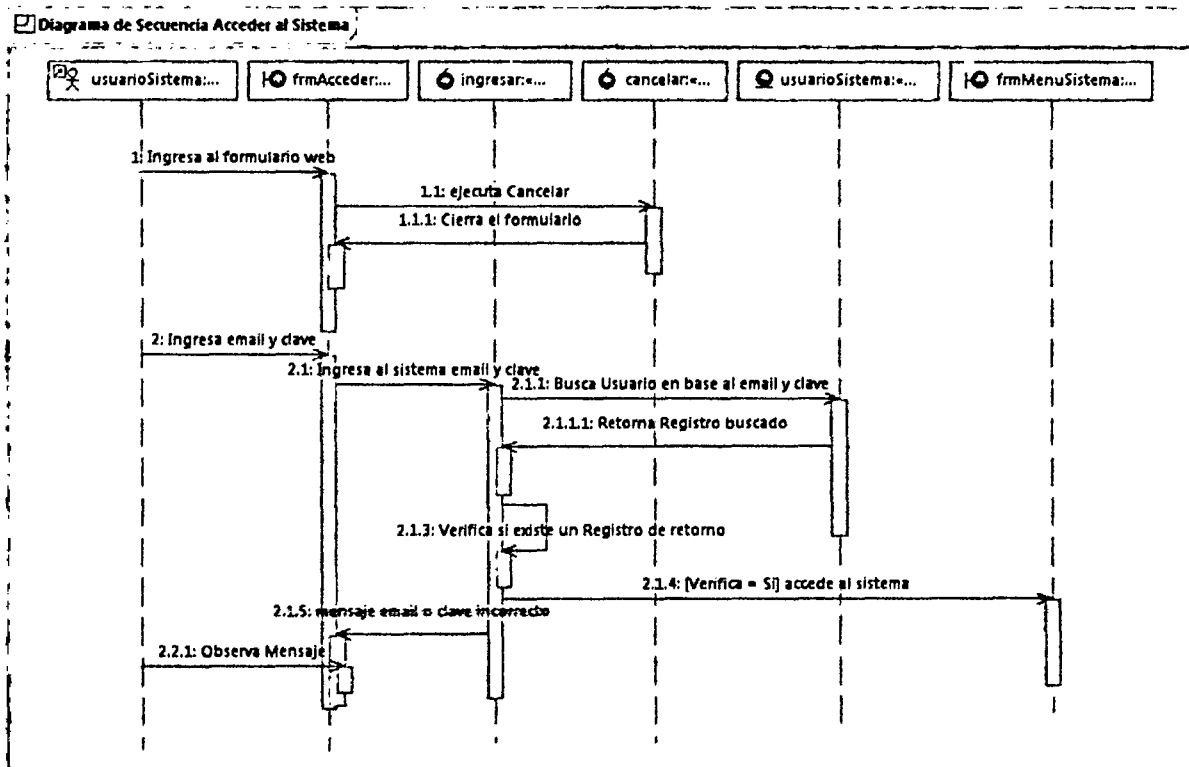 Diagrama de Secuencia Acceder al Sistema
usuarioSistema:...
frmAcceder:...
ingresar:«...
cancelar:«...
usuarioSistema:«...
frmMenuSistema:...
1: Ingresa al formulario web
1.1: ejecuta Cancelar
1.1.1: Cierra el formulario
2: Ingresa email y clave
2.1: Ingresa al sistema email y clave
2.1.1: Busca Usuario en base al email y clave
2.1.1.1: Retorna Registro buscado
2.1.3: Verifica si existe un Registro de retorno
2.1.4: [Verifica = Si] accede al sistema
2.1.5: mensaje email o clave incorrecto
2.2.1: Observa Mensaje